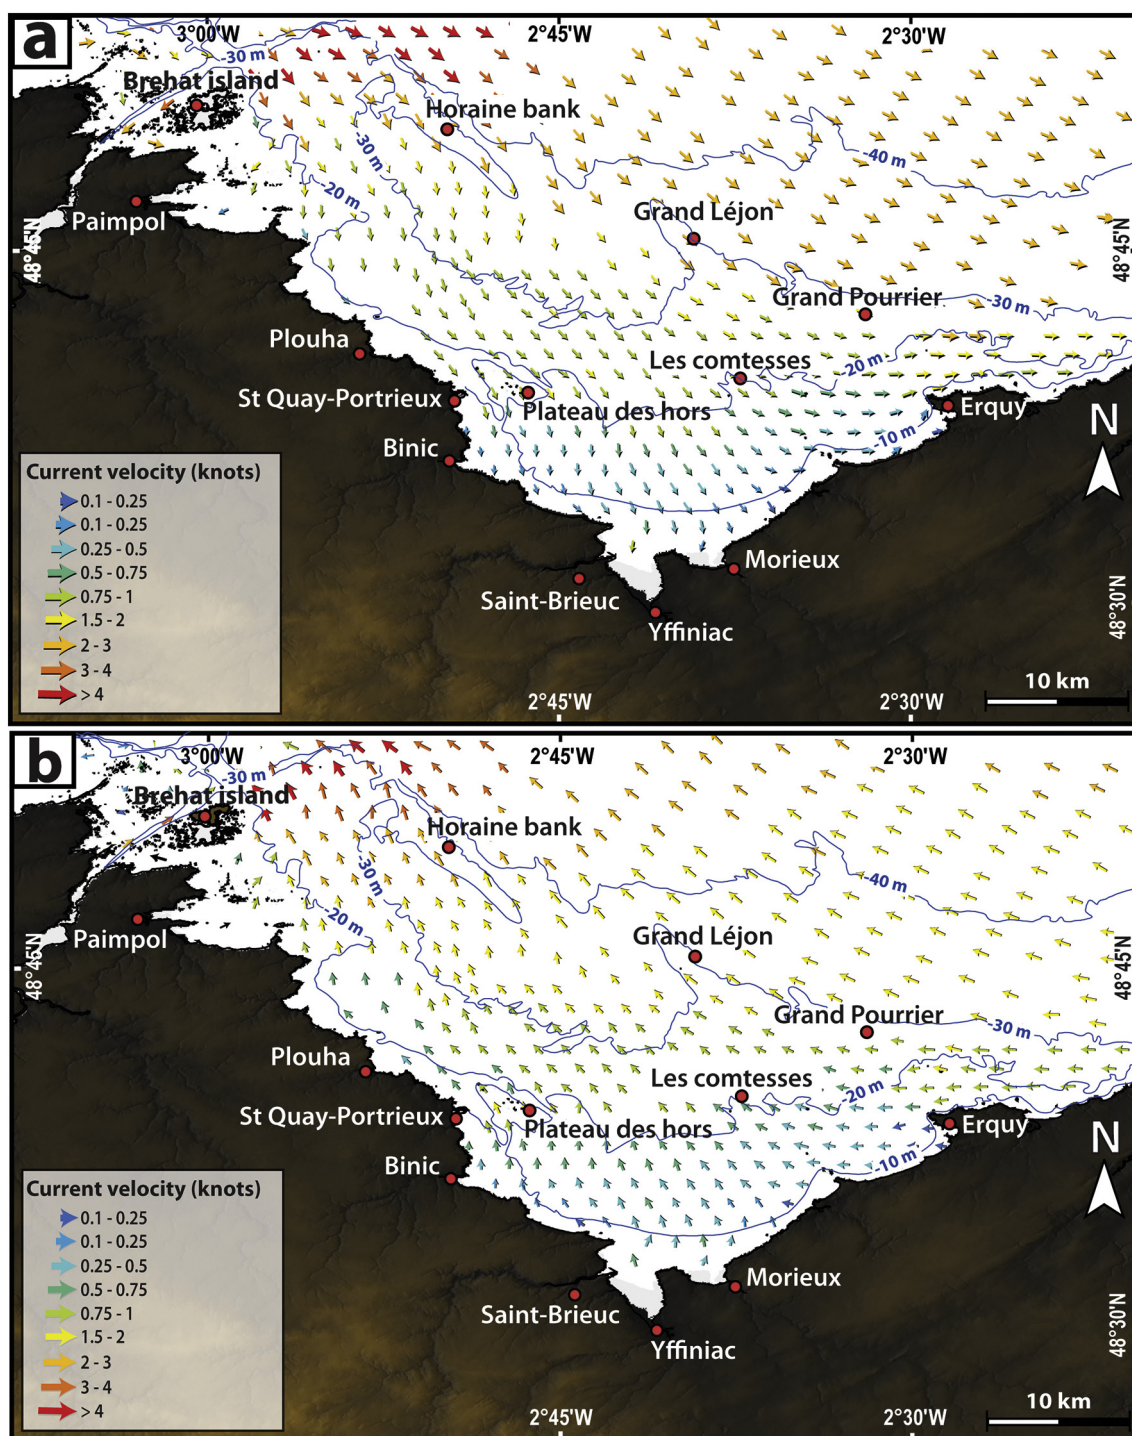 a
3°00'W
2°45'W
2°30'W
-30 m
Brehat island
Horaine bank
-30 m
-40 m
-20 m
Paimpol
Grand Léjon
48°45'N
48°45'N
Grand Pourrier
-30 m
Plouha
Les comtesses
-20 m
St Quay-Portrieux
Plateau des hors
Erquy
Binic
-10 m
N
Current velocity (knots)
0.1 - 0.25
0.1 - 0.25
0.25 - 0.5
0.5 - 0.75
0.75 - 1
1.5 - 2
2 - 3
3 - 4
> 4
Morieux
Saint-Brieuc
Yffiniac
48°30'N
10 km
2°45'W
2°30'W
b
3°00'W
2°45'W
2°30'W
-30 m
Brehat island
Horaine bank
-30 m
-40 m
-20 m
Paimpol
Grand Léjon
48°45'N
48°45'N
Grand Pourrier
-30 m
Plouha
Les comtesses
-20 m
St Quay-Portrieux
Plateau des hors
Erquy
Binic
-10 m
N
Current velocity (knots)
0.1 - 0.25
0.1 - 0.25
0.25 - 0.5
0.5 - 0.75
0.75 - 1
1.5 - 2
2 - 3
3 - 4
> 4
Morieux
Saint-Brieuc
Yffiniac
48°30'N
10 km
2°45'W
2°30'W